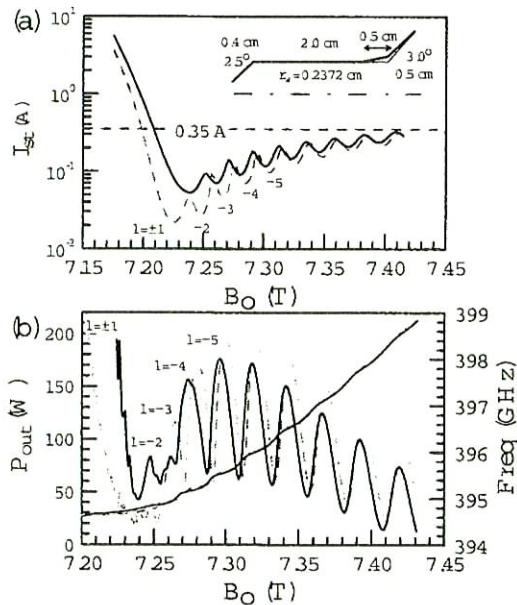 (a)
10¹
10⁰
10⁻¹
10⁻²
I_st (A)
0.4 cm
2.5°
2.0 cm
0.5 cm
3.0°
0.5 cm
0.35 A
l=±1
-2
-3
-4
-5
7.15 7.20 7.25 7.30 7.35 7.40 7.45
B_O (T)
(b)
200
150
100
50
0
P_out (W)
l=±1
l=-2
l=-3
l=-4
l=-5
399
398
397
396
395
394
Freq (GHz)
7.20 7.25 7.30 7.35 7.40 7.45
B_O (T)